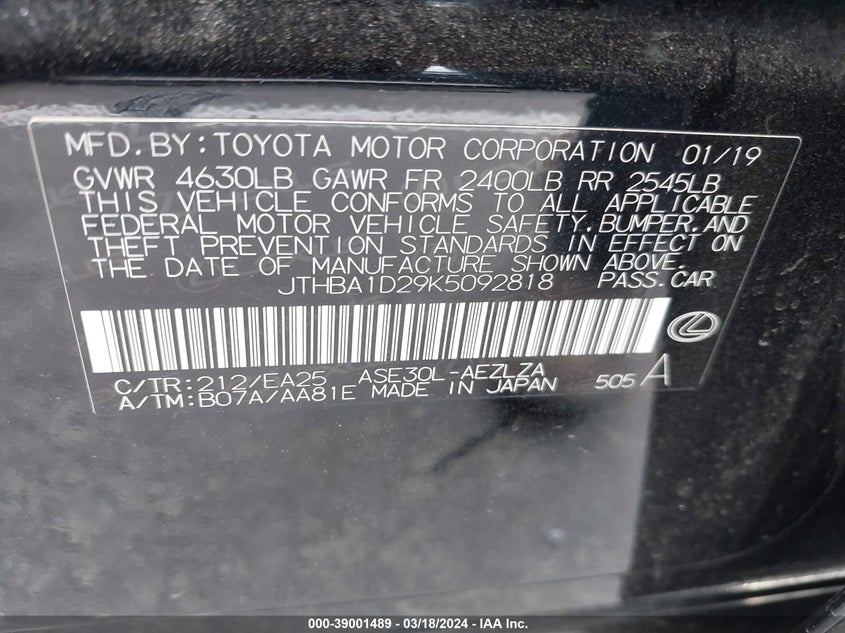 MFD.BY:TOYOTA MOTOR CORPORATION 01/19
GVWR 4630LB GAWR FR 2400LB RR 2545LB
THIS VEHICLE CONFORMS TO ALL APPLICABLE
FEDERAL MOTOR VEHICLE SAFETY.BUMPER.AND
THEFT PREVENTION STANDARDS IN EFFECT ON
THE DATE OF MANUFACTURE SHOWN ABOVE.
JTHBA1D29K5092818 PASS.CAR
C/TR:212/EA25 ASE30L-AEZLZA 505 A
A/TM:B07A/AA81E MADE IN JAPAN
000-39001489 - 03/18/2024 - IAA Inc.